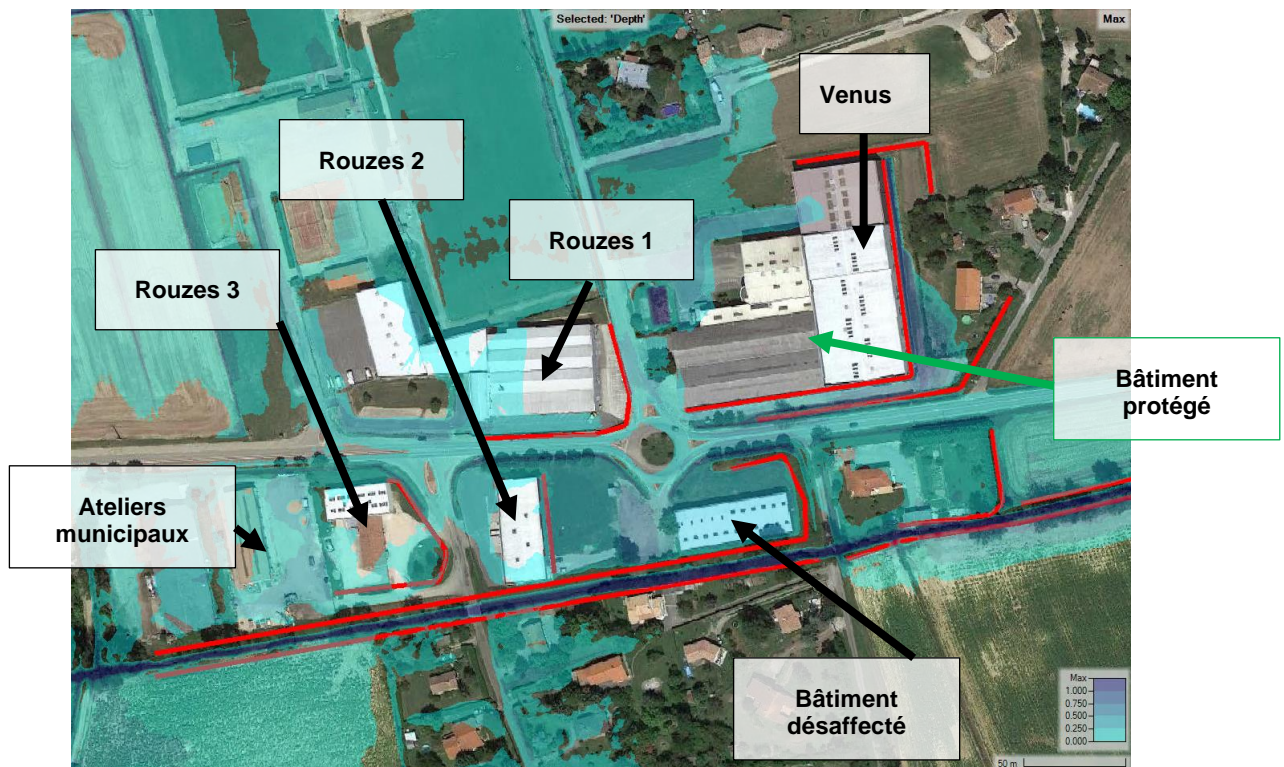 Selected: 'Depth'
Max
Venus
Rouzes 2
Rouzes 1
Rouzes 3
Bâtiment
protégé
Ateliers
municipaux
Bâtiment
désaffecté
Max
1.000
0.750
0.500
0.250
0.000
50 m